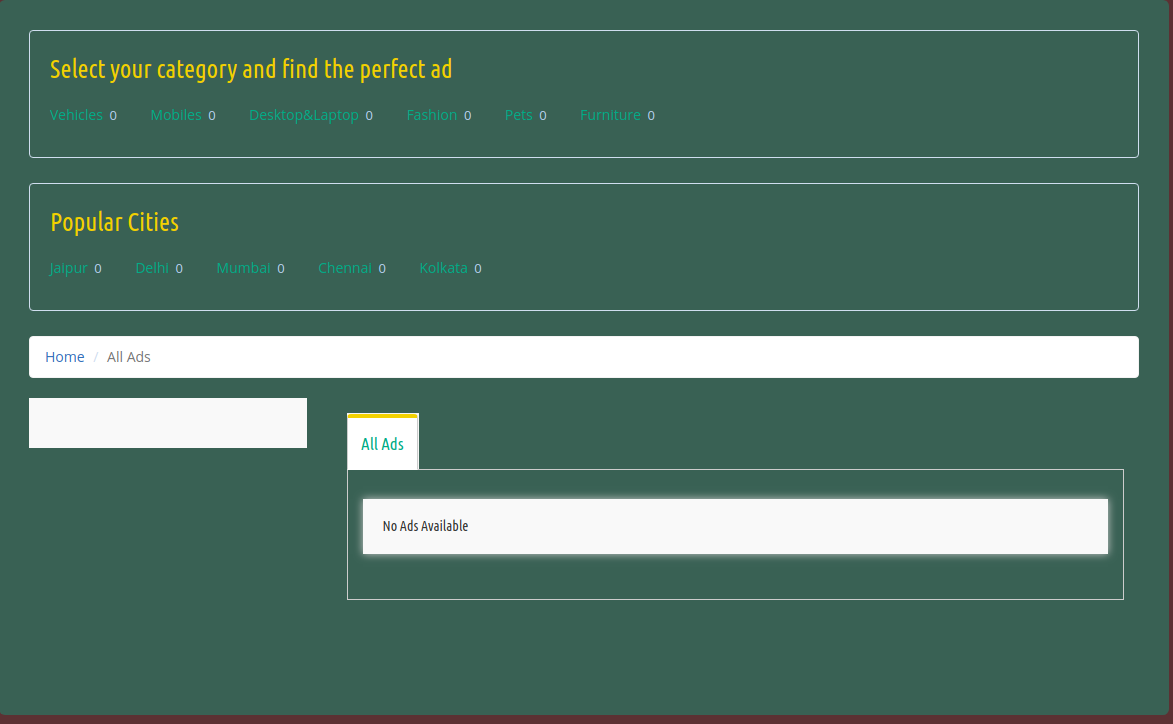 Select your category and find the perfect ad
Vehicles 0 Mobiles 0 Desktop&Laptop 0 Fashion 0 Pets 0 Furniture 0
Popular Cities
Jaipur 0 Delhi 0 Mumbai 0 Chennai 0 Kolkata 0
Home / All Ads
All Ads
No Ads Available